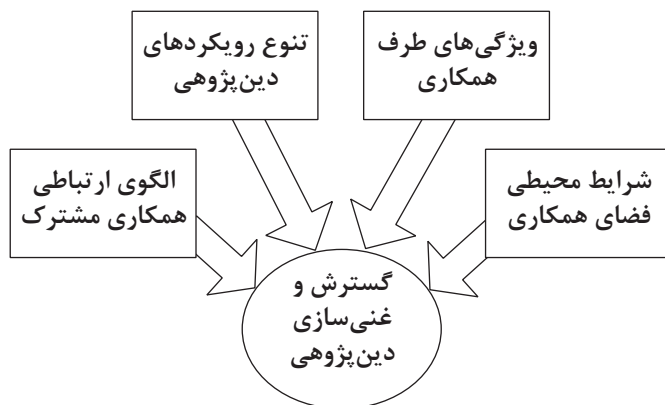 ویژگی‌های طرف
همکاری
تنوع رویکردهای
دین‌پژوهی
شرایط محیطی
فضای همکاری
الگوی ارتباطی
همکاری مشترک
گسترش و
غنی‌سازی
دین‌پژوهی